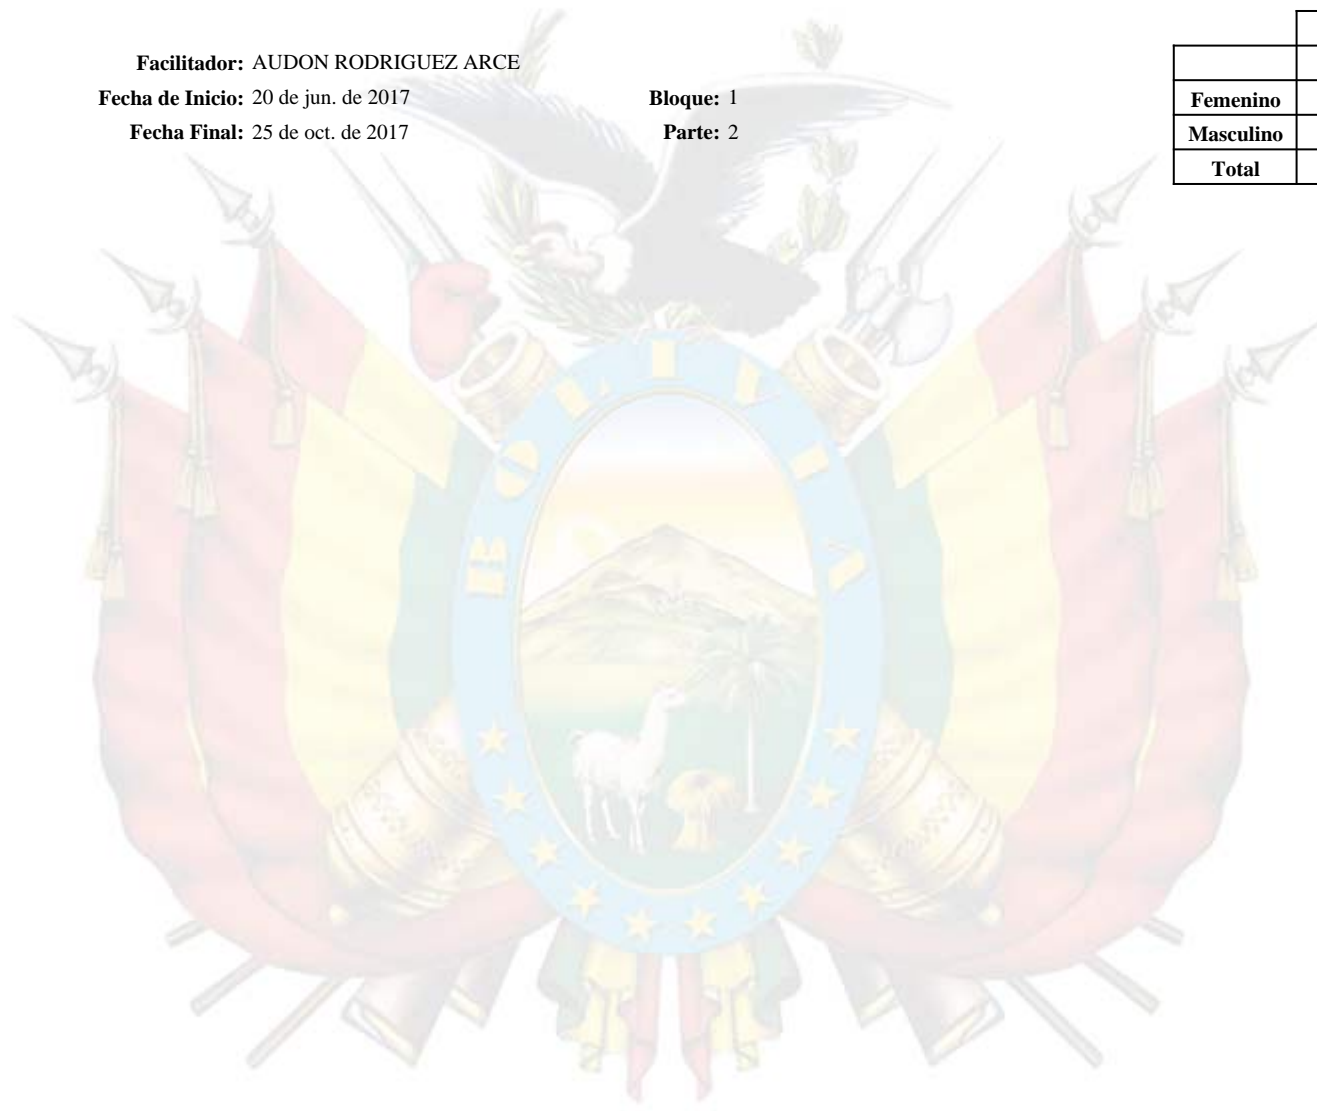 Facilitador: AUDON RODRIGUEZ ARCE
Fecha de Inicio: 20 de jun. de 2017 Bloque: 1
Fecha Final: 25 de oct. de 2017 Parte: 2
Femenino
Masculino
Total
BOLIVIA